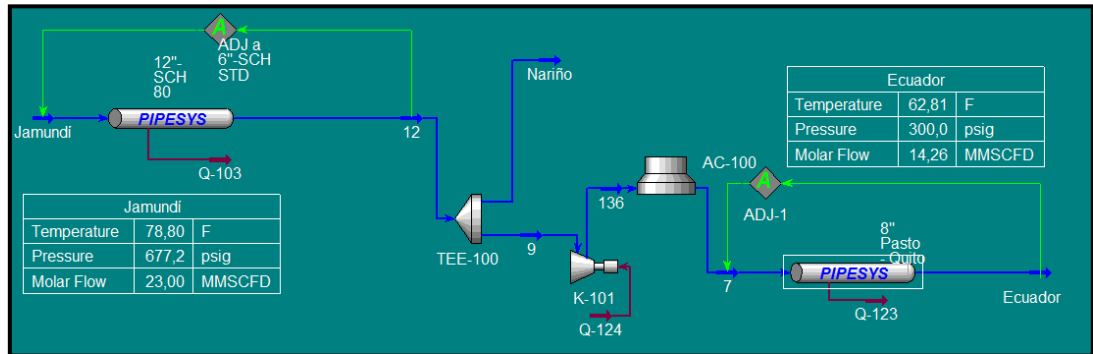 A
ADJ a
6"-SCH
STD
12"-
SCH
80
PIPESYS
Jamundí
12
Q-103
Nariño
Jamundí
Temperature 78,80 F
Pressure 677,2 psig
Molar Flow 23,00 MMSCFD
TEE-100
9
136
K-101
Q-124
AC-100
Ecuador
Temperature 62,81 F
Pressure 300,0 psig
Molar Flow 14,26 MMSCFD
A
ADJ-1
7
8"
Pasto
- Quito
PIPESYS
Q-123
Ecuador